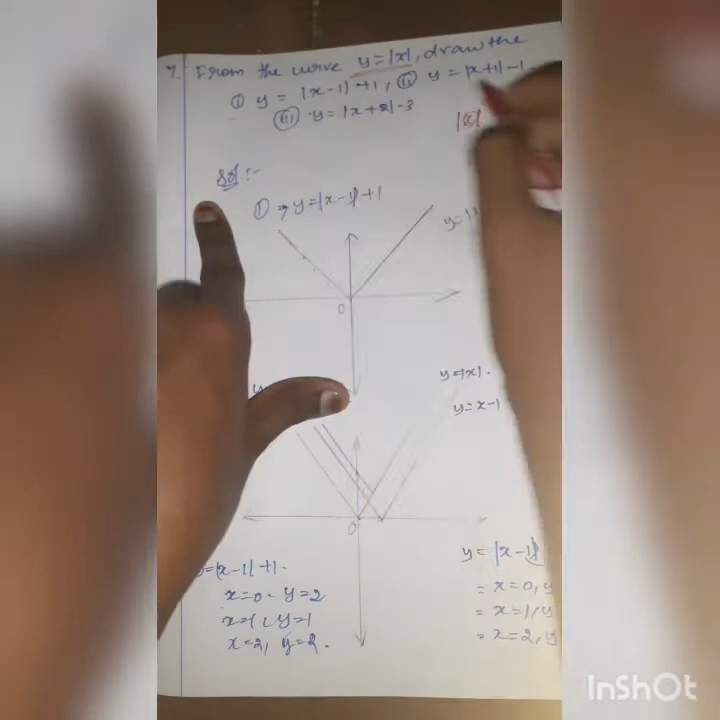 7. From the curve y=|x|, draw the
(i) y = |x-1|+1, (ii) y = |x+1|-1
(iii) y=|x+2|-3
Sol :-
(i) ⇒ y=|x-1|+1
0
y=|x|.
y=x-1
0
y=|x-1|+1.
x=0 - y=2
x=1, y=1
x=2, y=2.
y= |x-1|
= x=0, y
= x=1, y
= x=2, y
InShOt